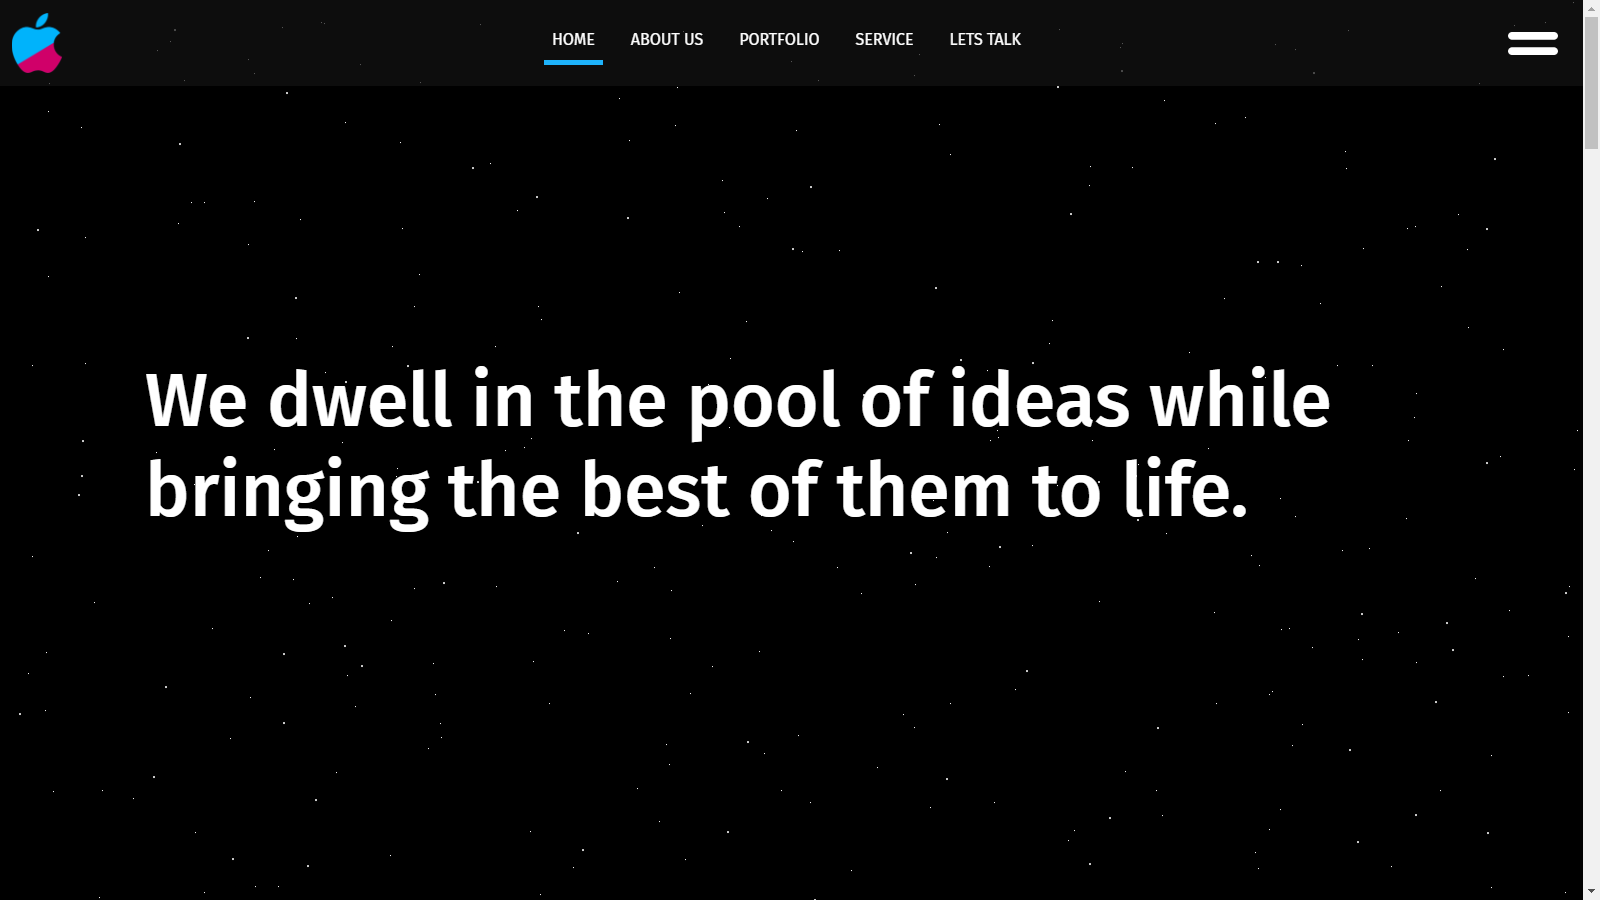 HOME ABOUT US PORTFOLIO SERVICE LETS TALK
We dwell in the pool of ideas while
bringing the best of them to life.